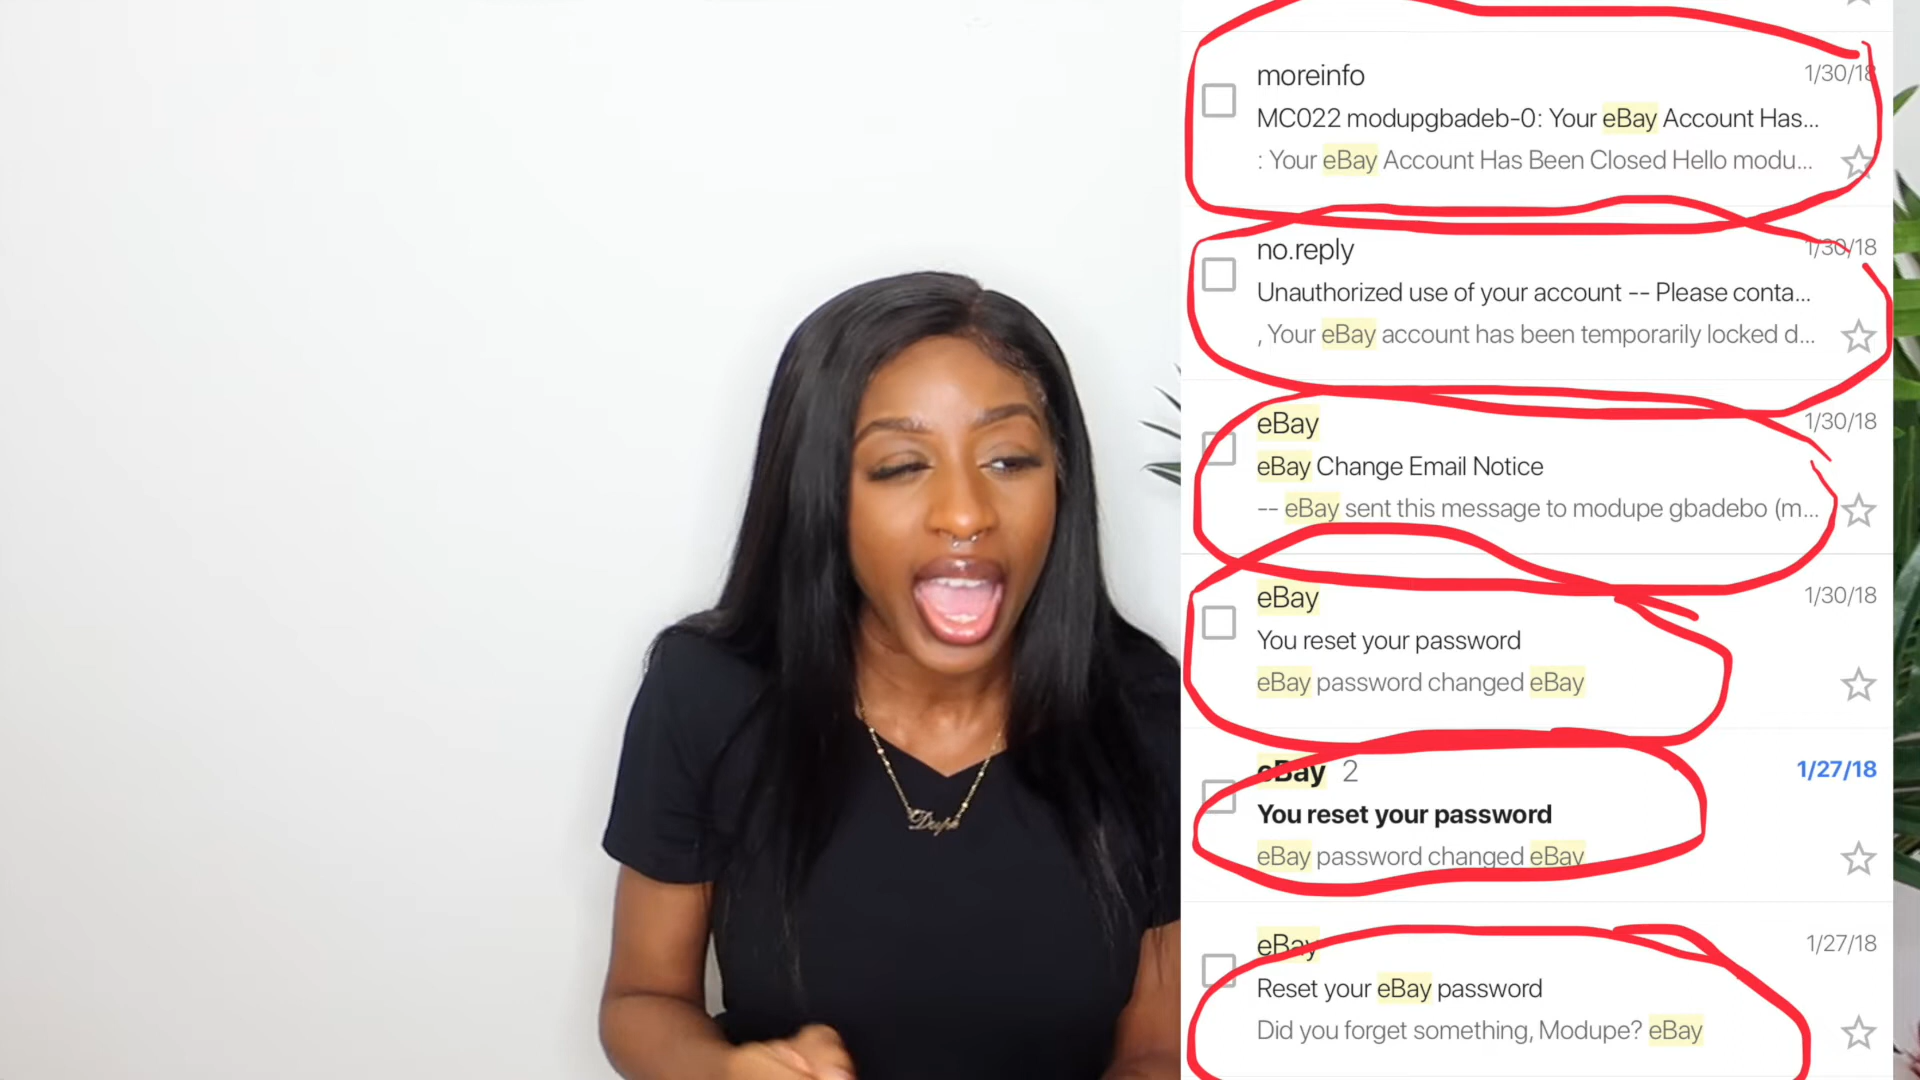 moreinfo
1/30/18
MC022 modupgbadeb-0: Your eBay Account Has...
: Your eBay Account Has Been Closed Hello modu...
no.reply
1/30/18
Unauthorized use of your account -- Please conta...
, Your eBay account has been temporarily locked d...
eBay
1/30/18
eBay Change Email Notice
-- eBay sent this message to modupe gbadebo (m...
eBay
1/30/18
You reset your password
eBay password changed eBay
eBay 2
1/27/18
You reset your password
eBay password changed eBay
eBay
1/27/18
Reset your eBay password
Did you forget something, Modupe? eBay
Dupe